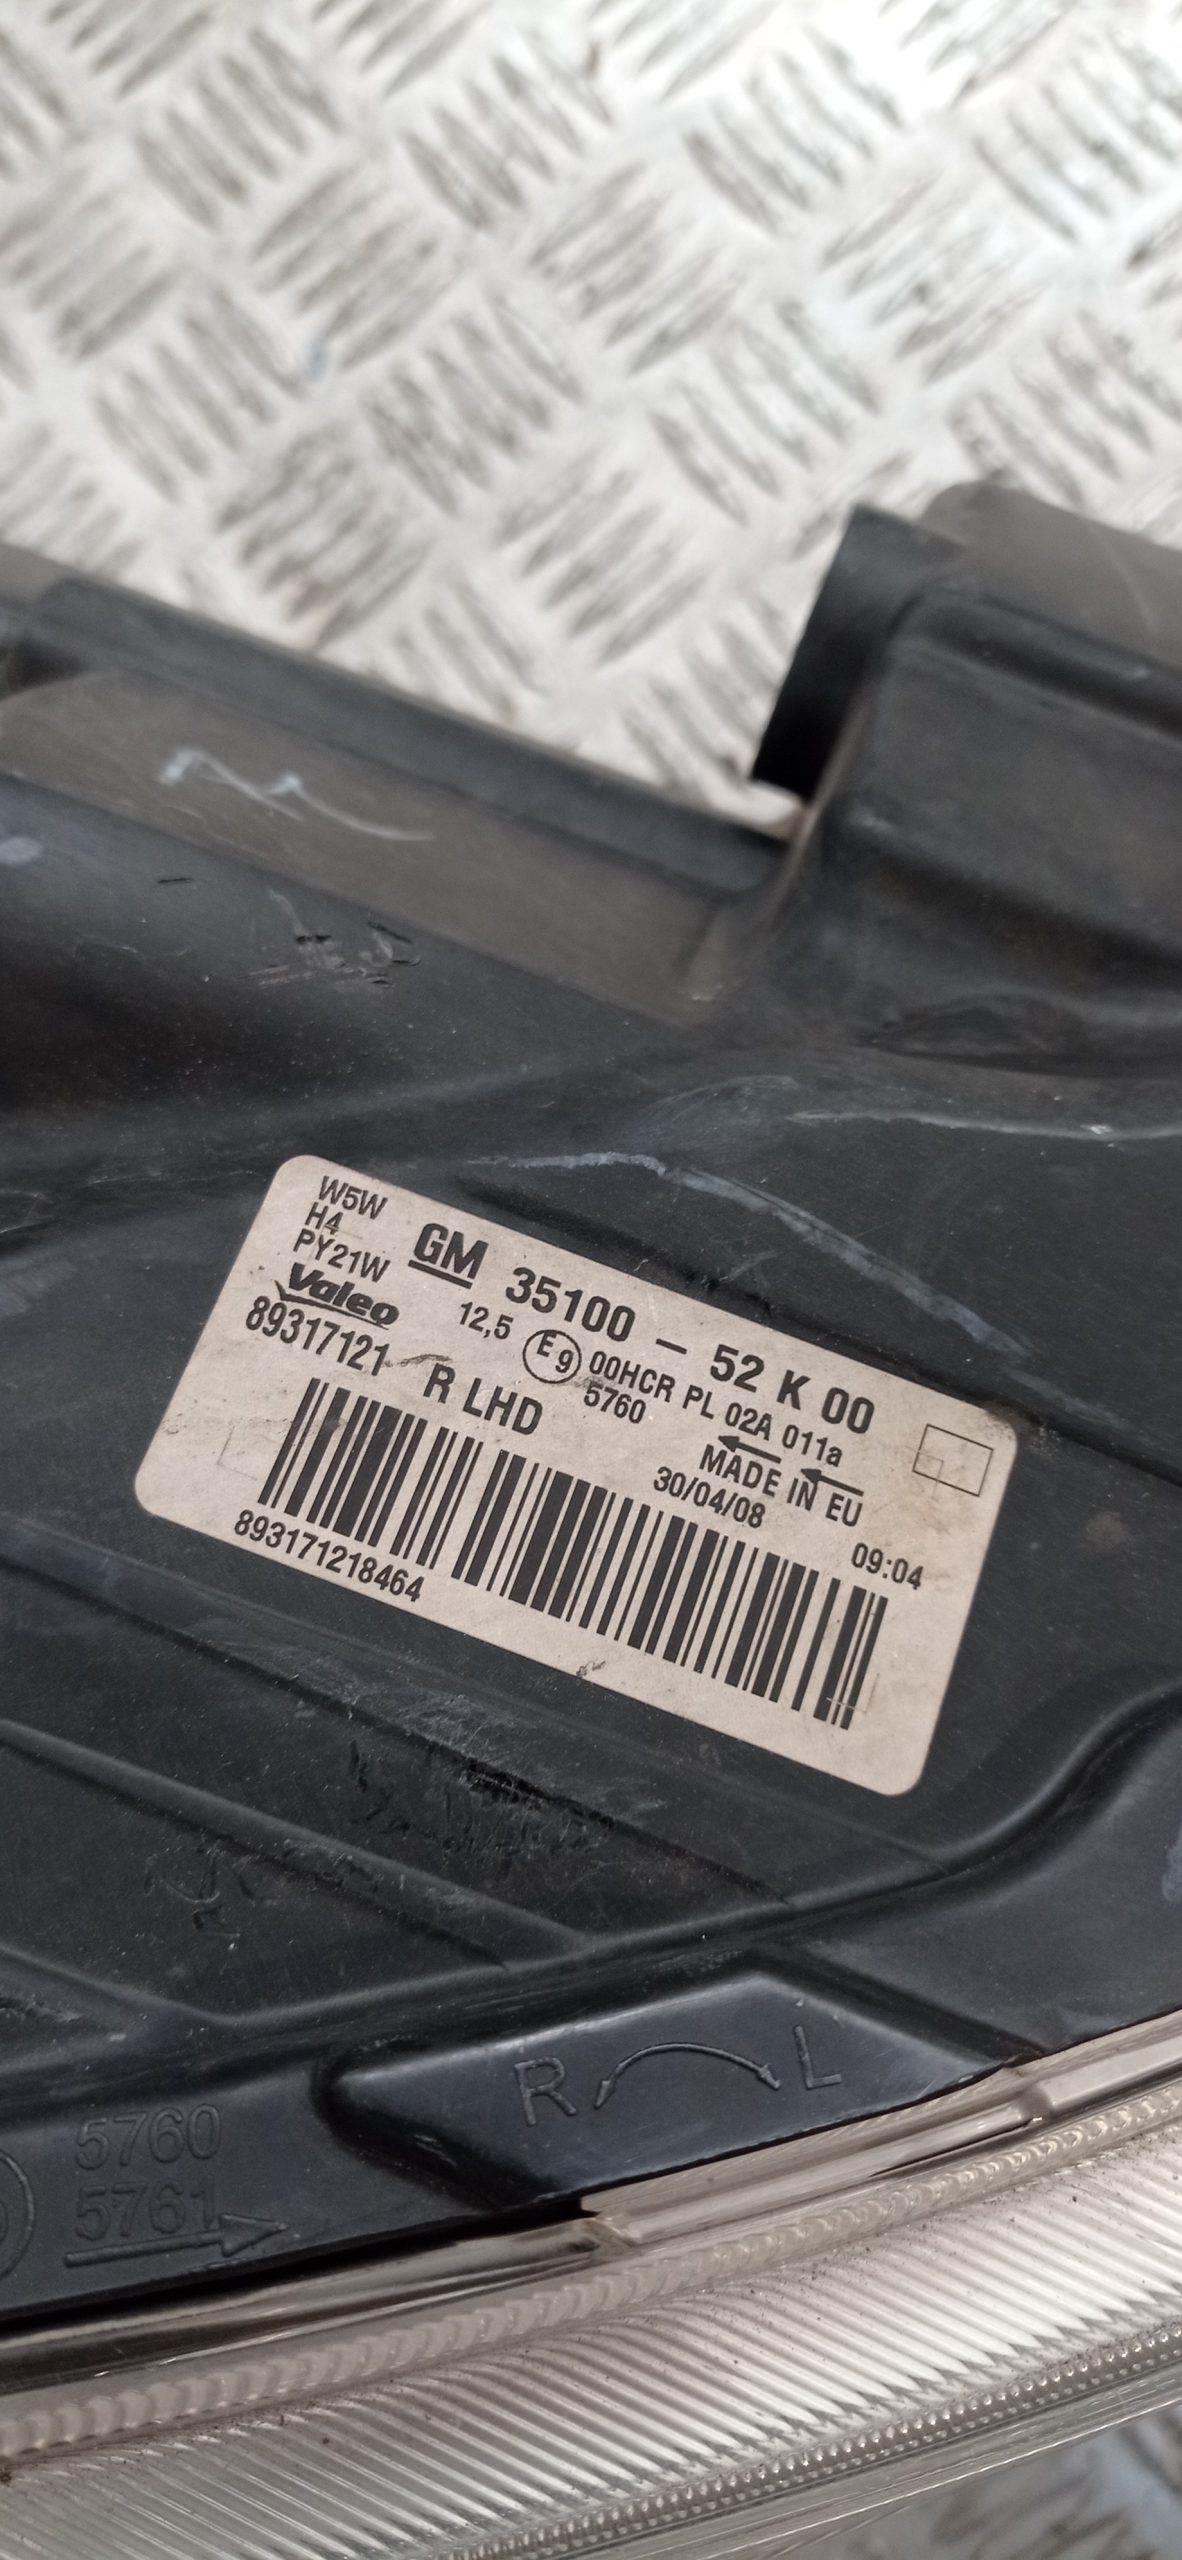 W5W
H4
PY21W
GM 35100 - 52 K 00
Valeo
12,5 E9 00HCR PL 02A 011a
5760
89317121 R LHD
MADE IN EU
30/04/08 09:04
893171218464
R L
5760
5761